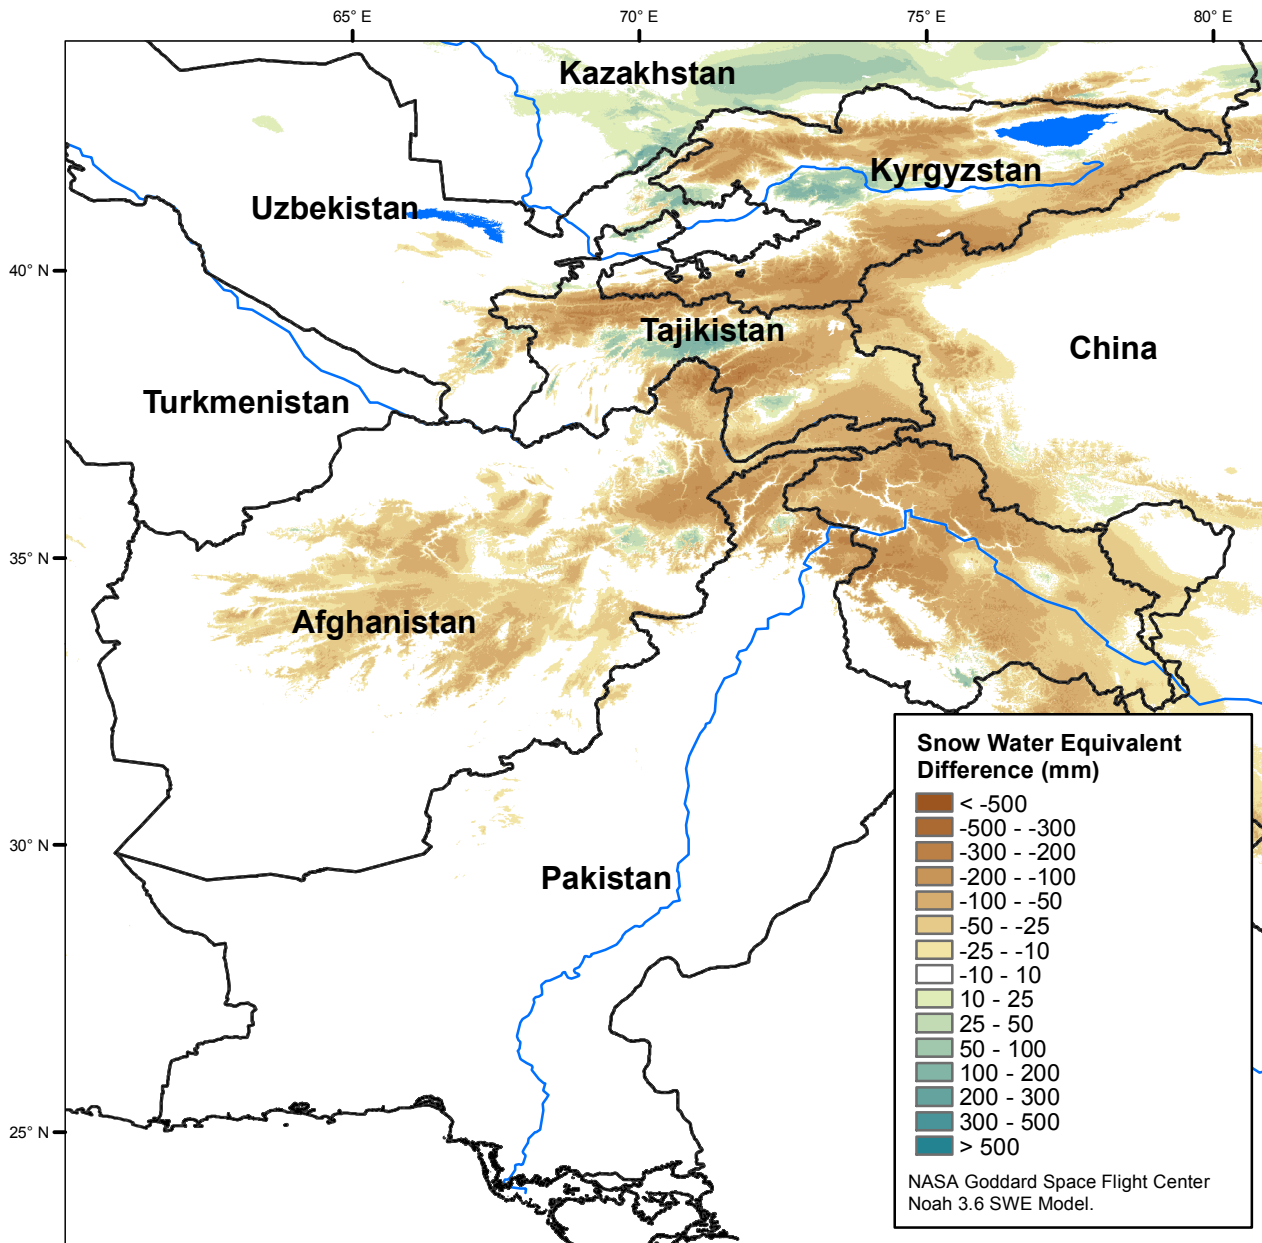 65° E
70° E
75° E
80° E
Kazakhstan
Kyrgyzstan
Uzbekistan
40° N
Tajikistan
China
Turkmenistan
35° N
Afghanistan
30° N
Pakistan
25° N
Snow Water Equivalent
Difference (mm)
< -500
-500 - -300
-300 - -200
-200 - -100
-100 - -50
-50 - -25
-25 - -10
-10 - 10
10 - 25
25 - 50
50 - 100
100 - 200
200 - 300
300 - 500
> 500
NASA Goddard Space Flight Center
Noah 3.6 SWE Model.